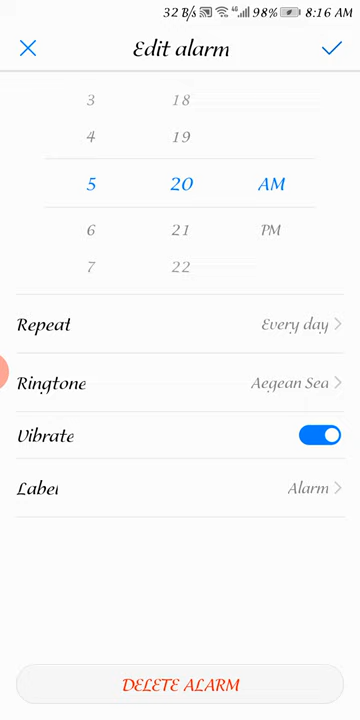 32 B/s 4G 98% 8:16 AM
Edit alarm
3 18
4 19
5 20 AM
6 21 PM
7 22
Repeat Every day
Ringtone Aegean Sea
Vibrate
Label Alarm
DELETE ALARM